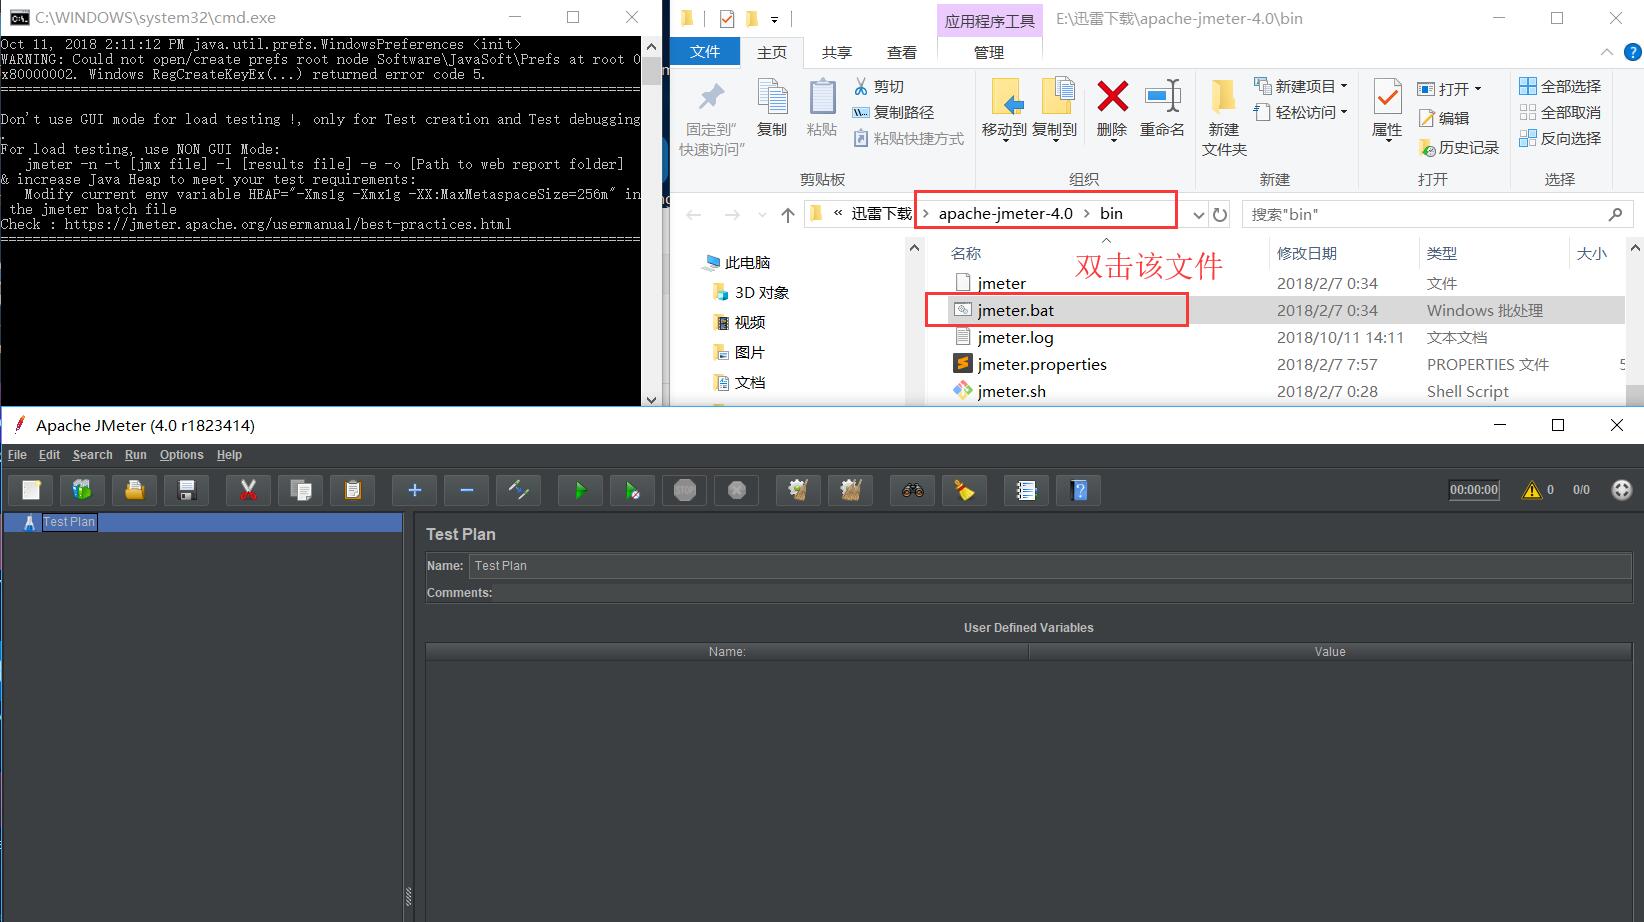 C:\WINDOWS\system32\cmd.exe
Oct 11, 2018 2:11:12 PM java.util.prefs.WindowsPreferences <init>
WARNING: Could not open/create prefs root node Software\JavaSoft\Prefs at root 0
x80000002. Windows RegCreateKeyEx(...) returned error code 5.
================================================================================
Don't use GUI mode for load testing !, only for Test creation and Test debugging
.
For load testing, use NON GUI Mode:
jmeter -n -t [jmx file] -l [results file] -e -o [Path to web report folder]
& increase Java Heap to meet your test requirements:
Modify current env variable HEAP="-Xms1g -Xmx1g -XX:MaxMetaspaceSize=256m" in
the jmeter batch file
Check : https://jmeter.apache.org/usermanual/best-practices.html
================================================================================
应用程序工具 E:\迅雷下载\apache-jmeter-4.0\bin
文件 主页 共享 查看 管理
固定到"快速访问"
复制
粘贴
剪切
复制路径
粘贴快捷方式
剪贴板
移动到 复制到 删除 重命名
组织
新建文件夹
新建项目
轻松访问
新建
属性
打开
编辑
历史记录
打开
全部选择
全部取消
反向选择
选择
« 迅雷下载 › apache-jmeter-4.0 › bin
搜索"bin"
此电脑
3D 对象
视频
图片
文档
名称 修改日期 类型 大小
双击该文件
jmeter 2018/2/7 0:34 文件
jmeter.bat 2018/2/7 0:34 Windows 批处理
jmeter.log 2018/10/11 14:11 文本文档
jmeter.properties 2018/2/7 7:57 PROPERTIES 文件
jmeter.sh 2018/2/7 0:28 Shell Script
Apache JMeter (4.0 r1823414)
File Edit Search Run Options Help
STOP
00:00:00 0 0/0
Test Plan
Test Plan
Name: Test Plan
Comments:
User Defined Variables
Name: Value